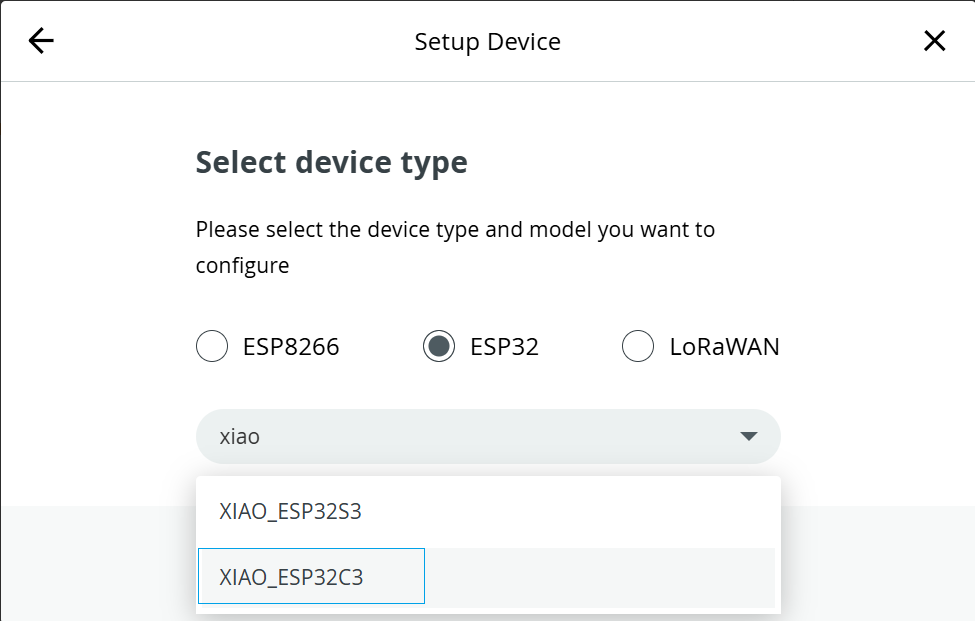 Setup Device
Select device type
Please select the device type and model you want to
configure
ESP8266 ESP32 LoRaWAN
xiao
XIAO_ESP32S3
XIAO_ESP32C3